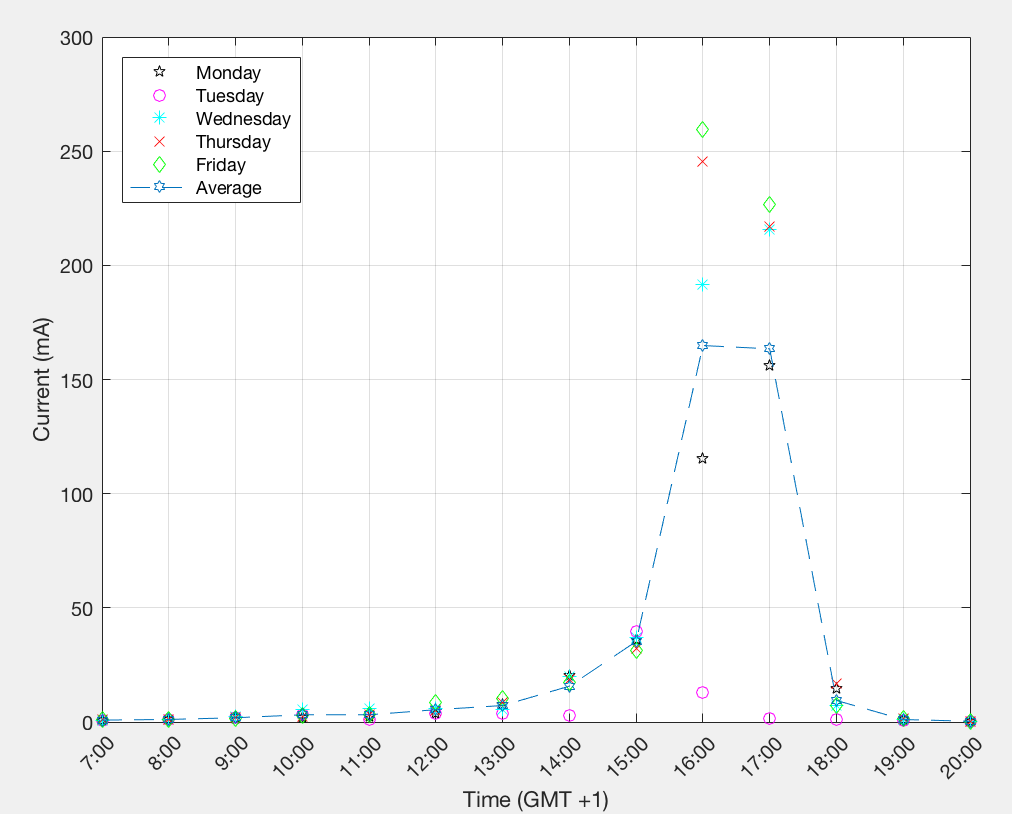 300
250
200
150
100
50
0
Current (mA)
Monday
Tuesday
Wednesday
Thursday
Friday
Average
7:00
8:00
9:00
10:00
11:00
12:00
13:00
14:00
15:00
16:00
17:00
18:00
19:00
20:00
Time (GMT +1)